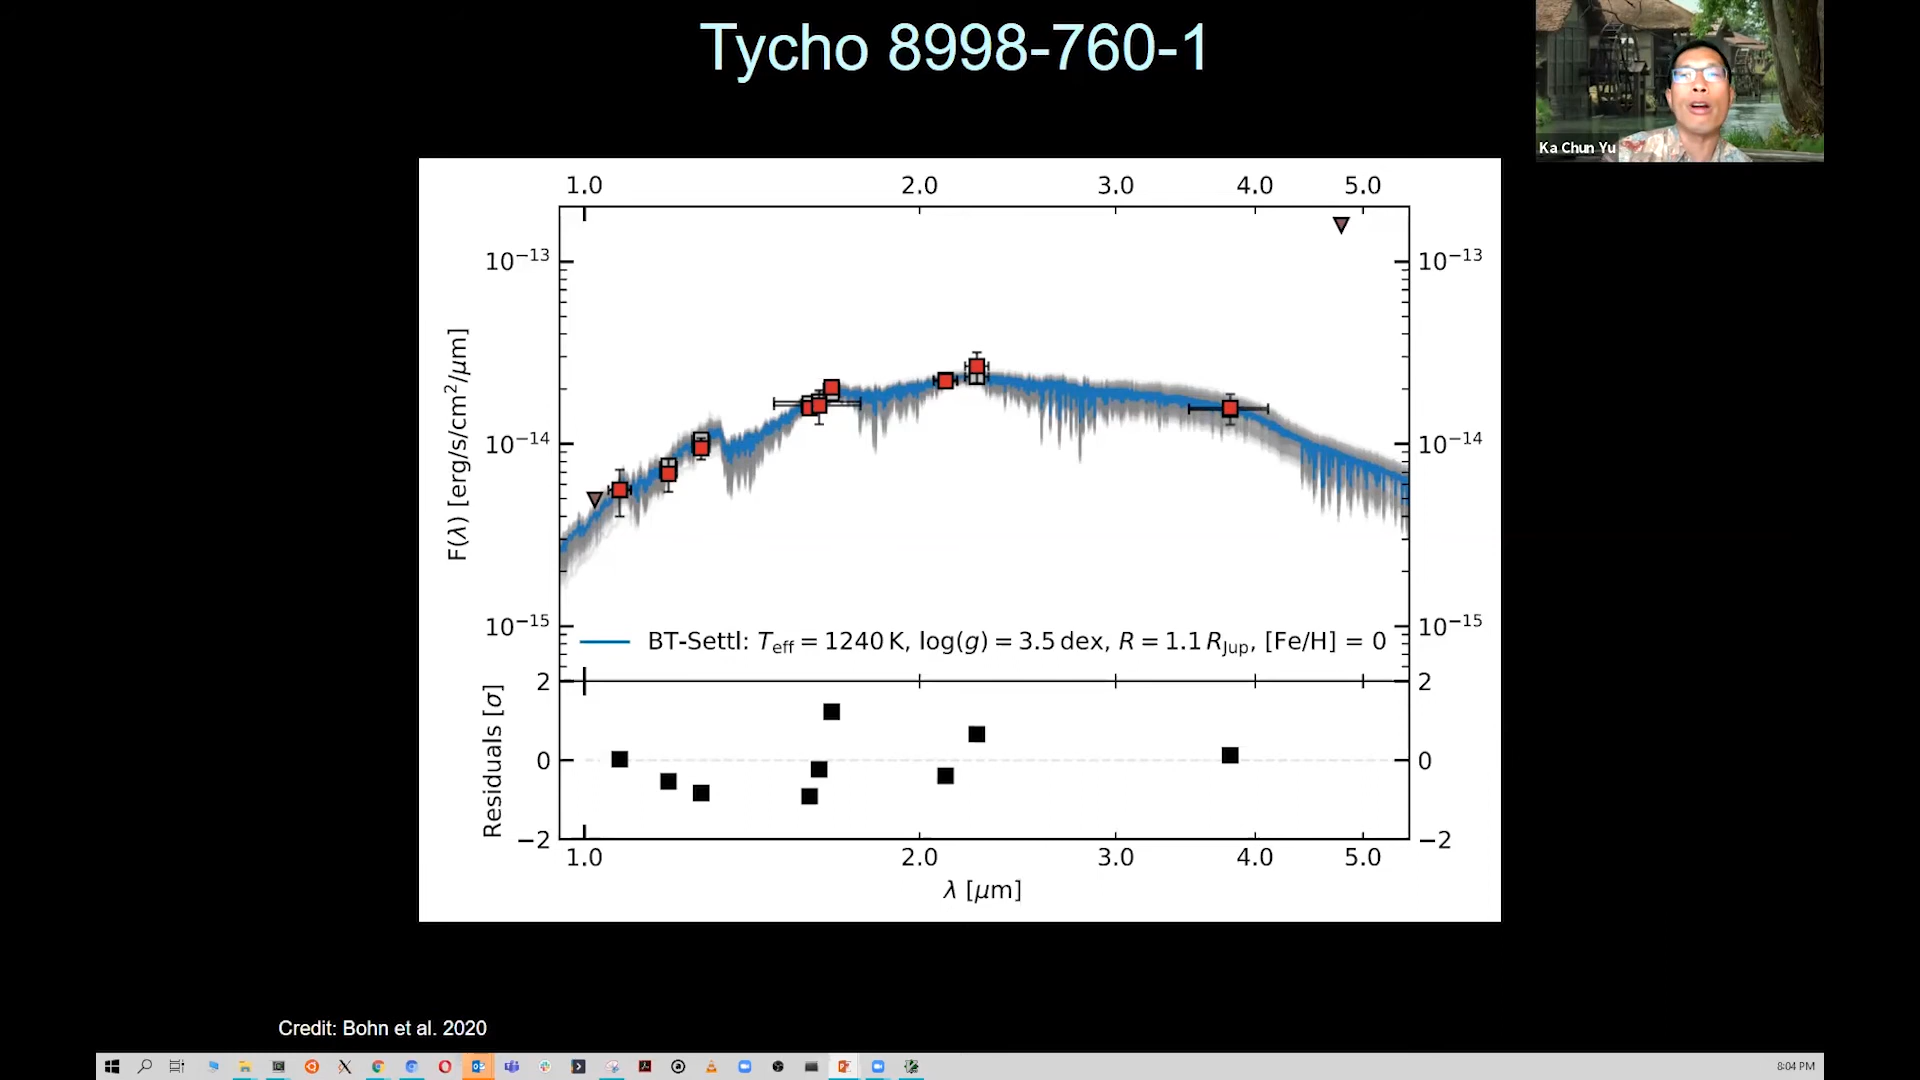 Tycho 8998-760-1
Ka Chun Yu
1.0 2.0 3.0 4.0 5.0
10⁻¹³ 10⁻¹³
F(λ) [erg/s/cm²/μm]
10⁻¹⁴ 10⁻¹⁴
10⁻¹⁵ 10⁻¹⁵
BT-Settl: T_eff = 1240 K, log(g) = 3.5 dex, R = 1.1 R_Jup, [Fe/H] = 0
2 2
Residuals [σ]
0 0
−2 −2
1.0 2.0 3.0 4.0 5.0
λ [μm]
Credit: Bohn et al. 2020
8:04 PM